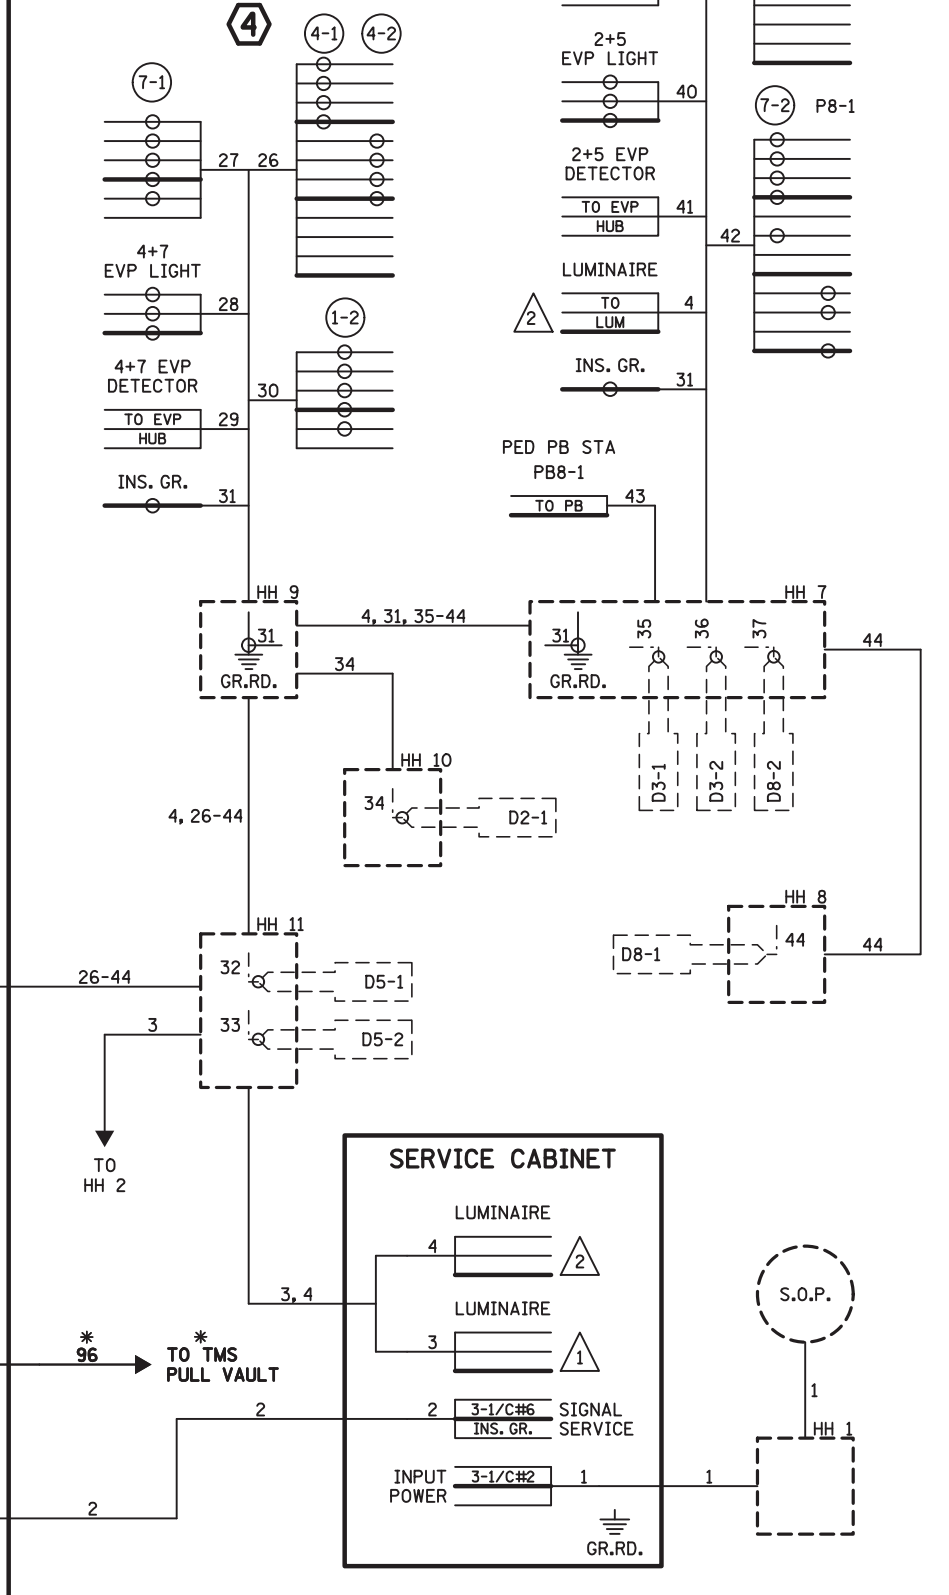 4
4-1
4-2
2+5
EVP LIGHT
7-1
40
7-2
P8-1
27
26
2+5 EVP
DETECTOR
TO EVP
HUB
41
42
4+7
EVP LIGHT
LUMINAIRE
28
1-2
2
TO
LUM
4
4+7 EVP
DETECTOR
INS. GR.
31
30
TO EVP
HUB
29
PED PB STA
PB8-1
INS. GR.
31
TO PB
43
HH 9
HH 7
4, 31, 35-44
31
GR.RD.
31
GR.RD.
35
36
37
44
34
D3-1
D3-2
D8-2
HH 10
34
D2-1
4, 26-44
HH 8
HH 11
44
44
D8-1
32
D5-1
26-44
33
D5-2
3
TO
HH 2
SERVICE CABINET
LUMINAIRE
4
2
3, 4
S.O.P.
LUMINAIRE
3
1
*
96
*
TO TMS
PULL VAULT
1
2
2
3-1/C#6
INS. GR.
SIGNAL
SERVICE
HH 1
INPUT
POWER
3-1/C#2
1
1
2
GR.RD.